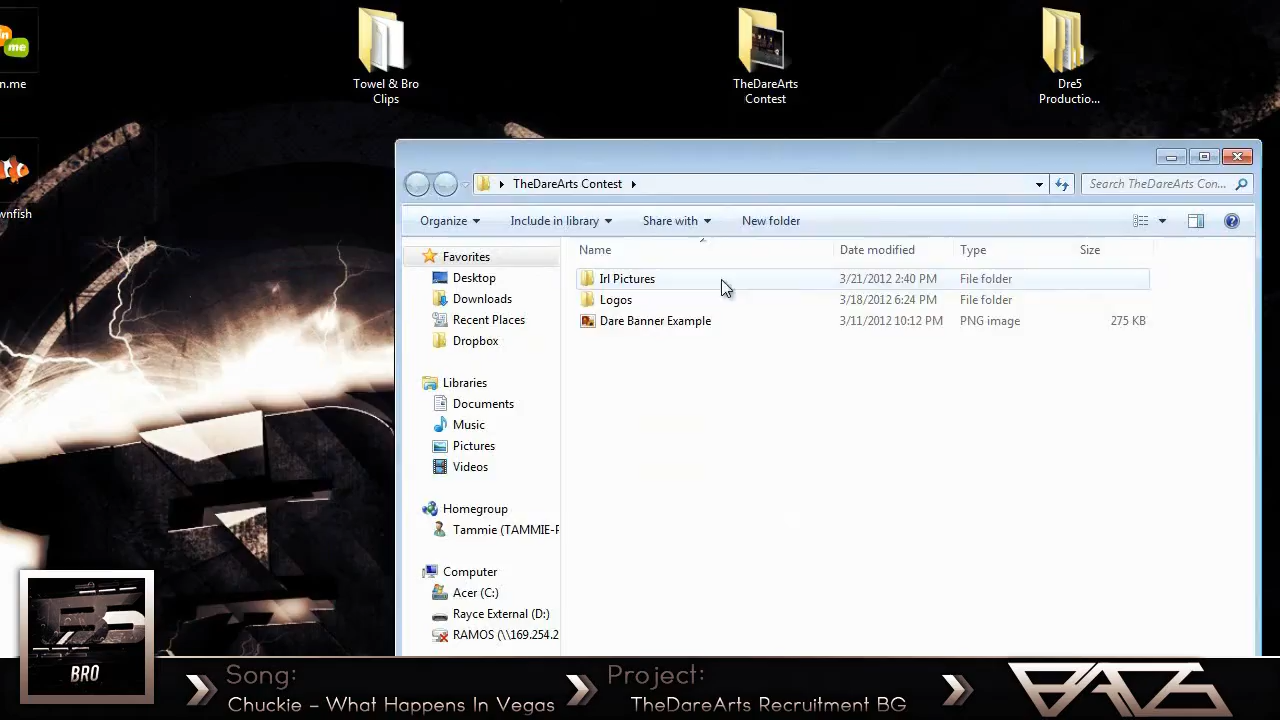 n.me
Towel & Bro
Clips
TheDareArts
Contest
Dre5
Productio...
wnfish
TheDareArts Contest
Search TheDareArts Con...
Organize
Include in library
Share with
New folder
Name
Date modified
Type
Size
Favorites
Desktop
Downloads
Recent Places
Dropbox
Libraries
Documents
Music
Pictures
Videos
Homegroup
Tammie (TAMMIE-F
Computer
Acer (C:)
Rayce External (D:)
RAMOS (\\169.254.2
Irl Pictures 3/21/2012 2:40 PM File folder
Logos 3/18/2012 6:24 PM File folder
Dare Banner Example 3/11/2012 10:12 PM PNG image 275 KB
BRO
Song:
Chuckie – What Happens In Vegas
Project:
TheDareArts Recruitment BG